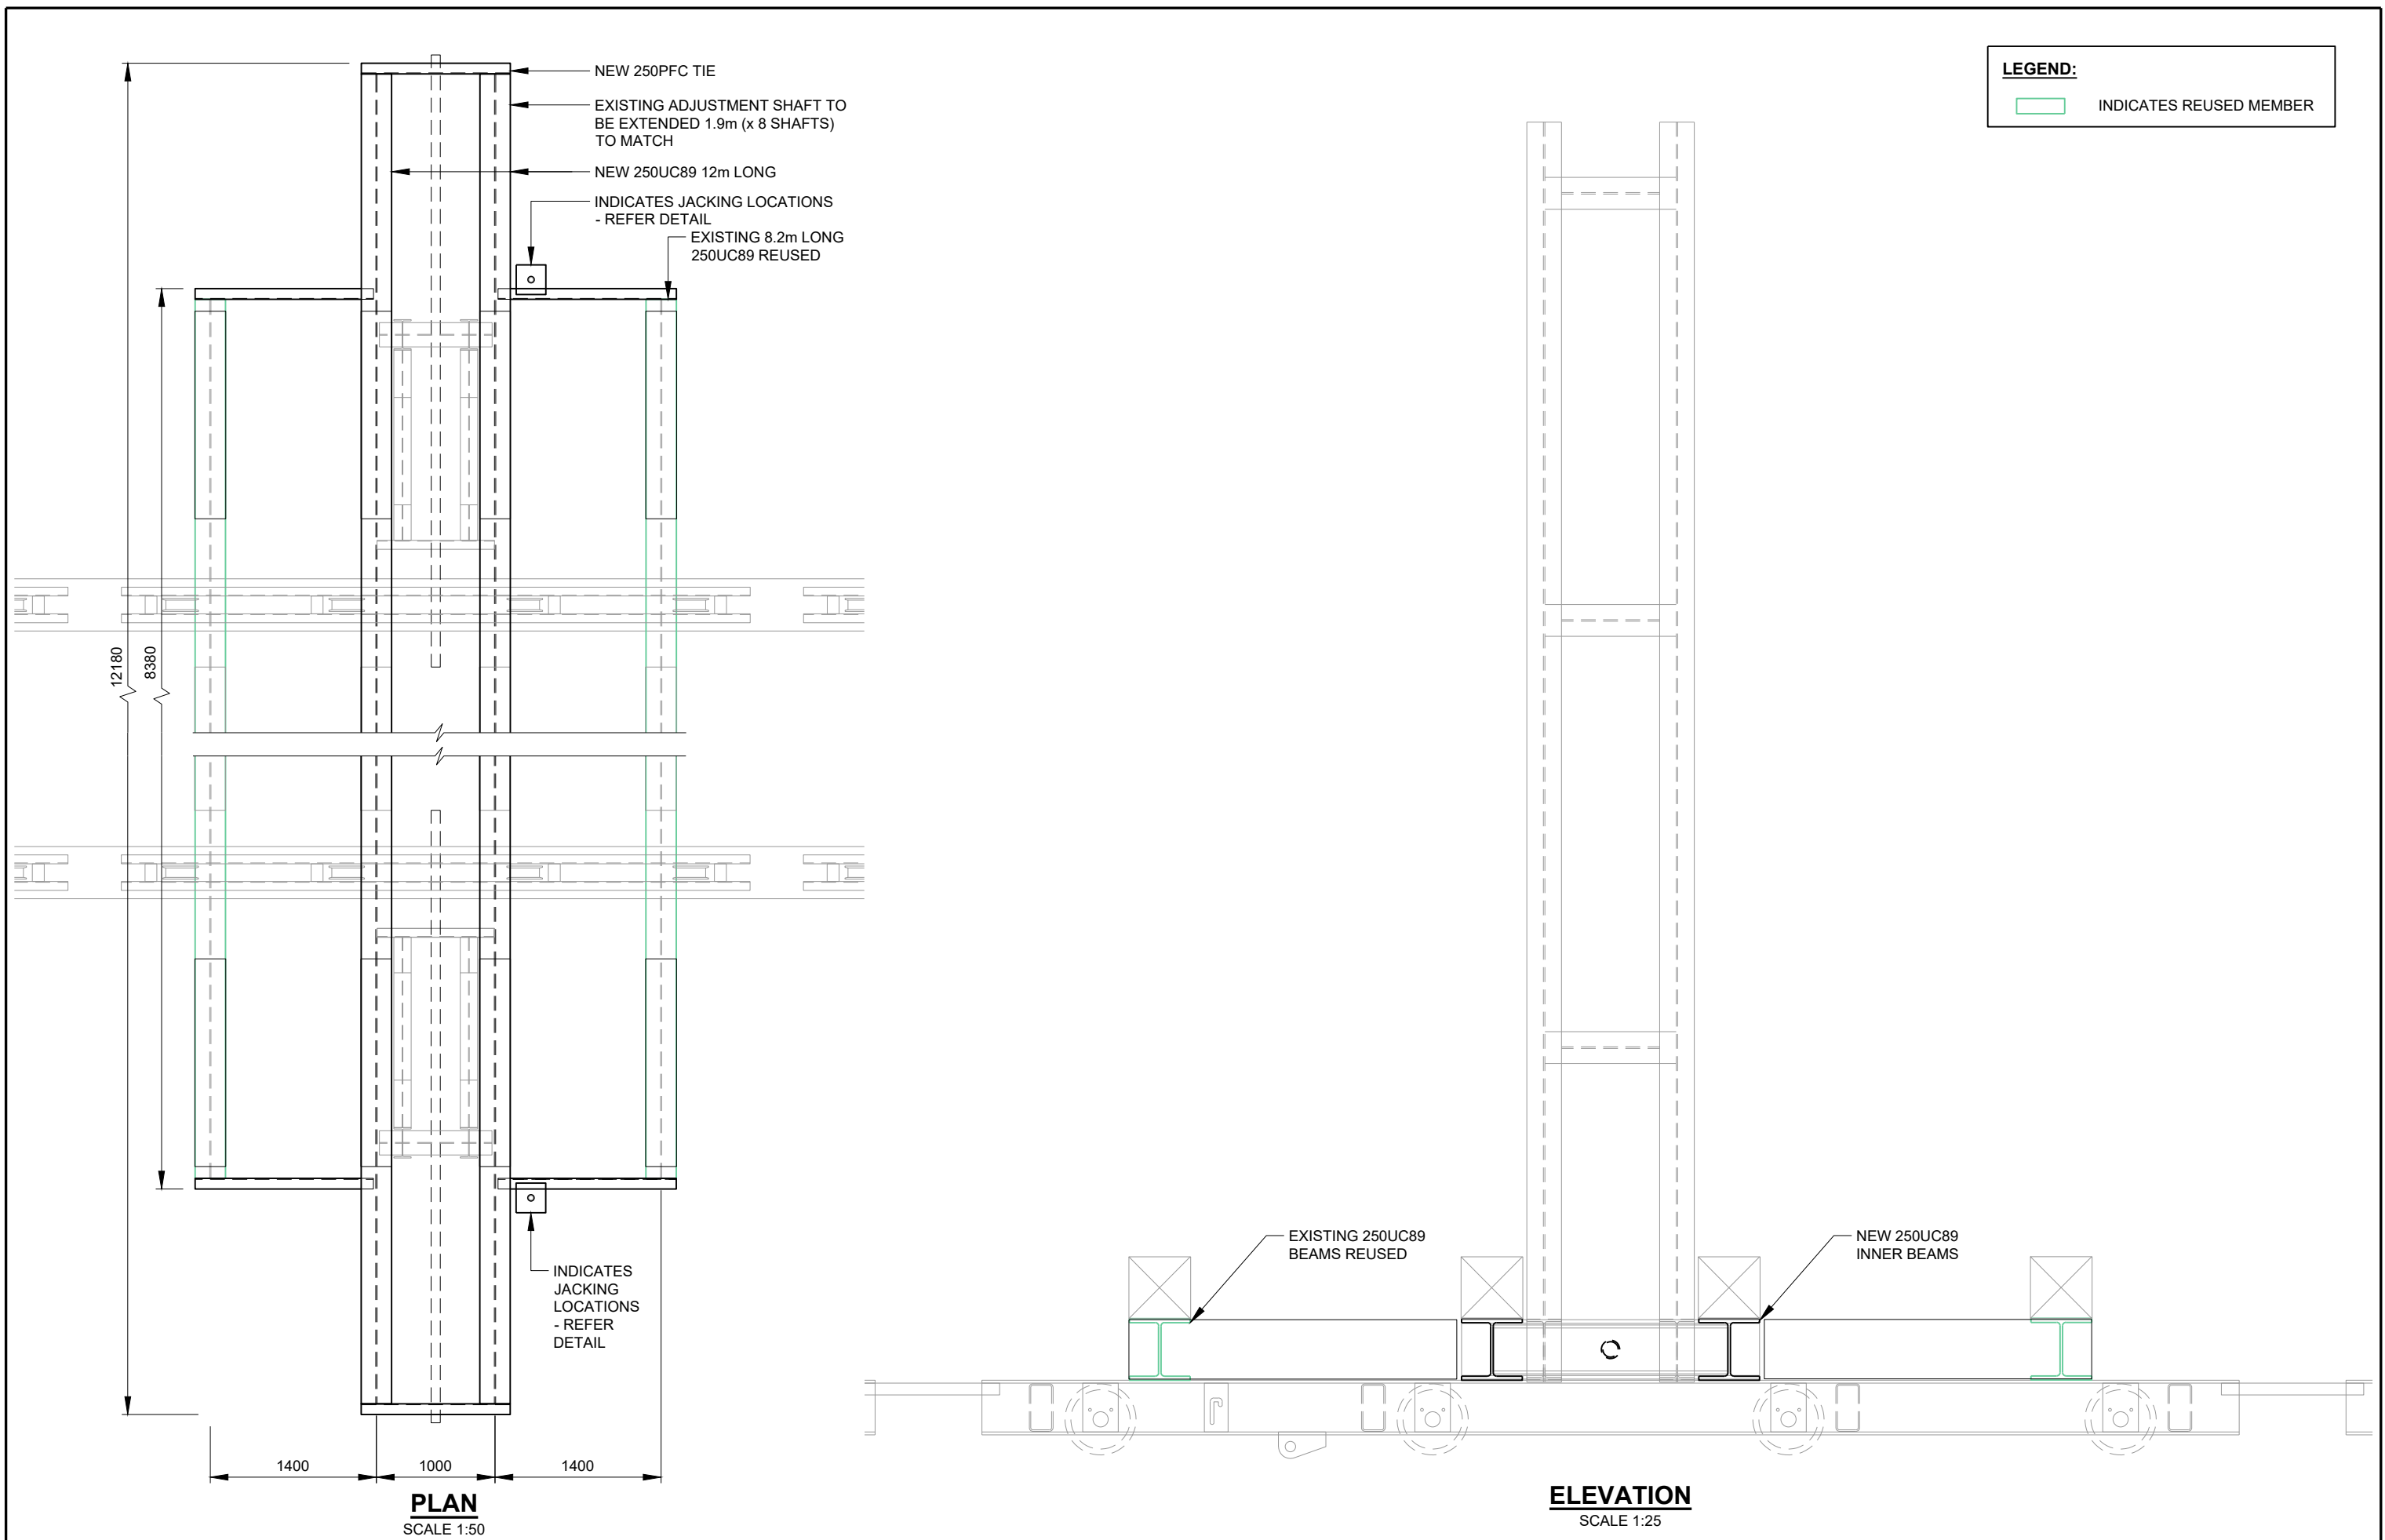 NEW 250PFC TIE
EXISTING ADJUSTMENT SHAFT TO
BE EXTENDED 1.9m (x 8 SHAFTS)
TO MATCH
NEW 250UC89 12m LONG
INDICATES JACKING LOCATIONS
- REFER DETAIL
EXISTING 8.2m LONG
250UC89 REUSED
12180
8380
INDICATES
JACKING
LOCATIONS
- REFER
DETAIL
1400
1000
1400
PLAN
SCALE 1:50
LEGEND:
INDICATES REUSED MEMBER
EXISTING 250UC89
BEAMS REUSED
NEW 250UC89
INNER BEAMS
ELEVATION
SCALE 1:25